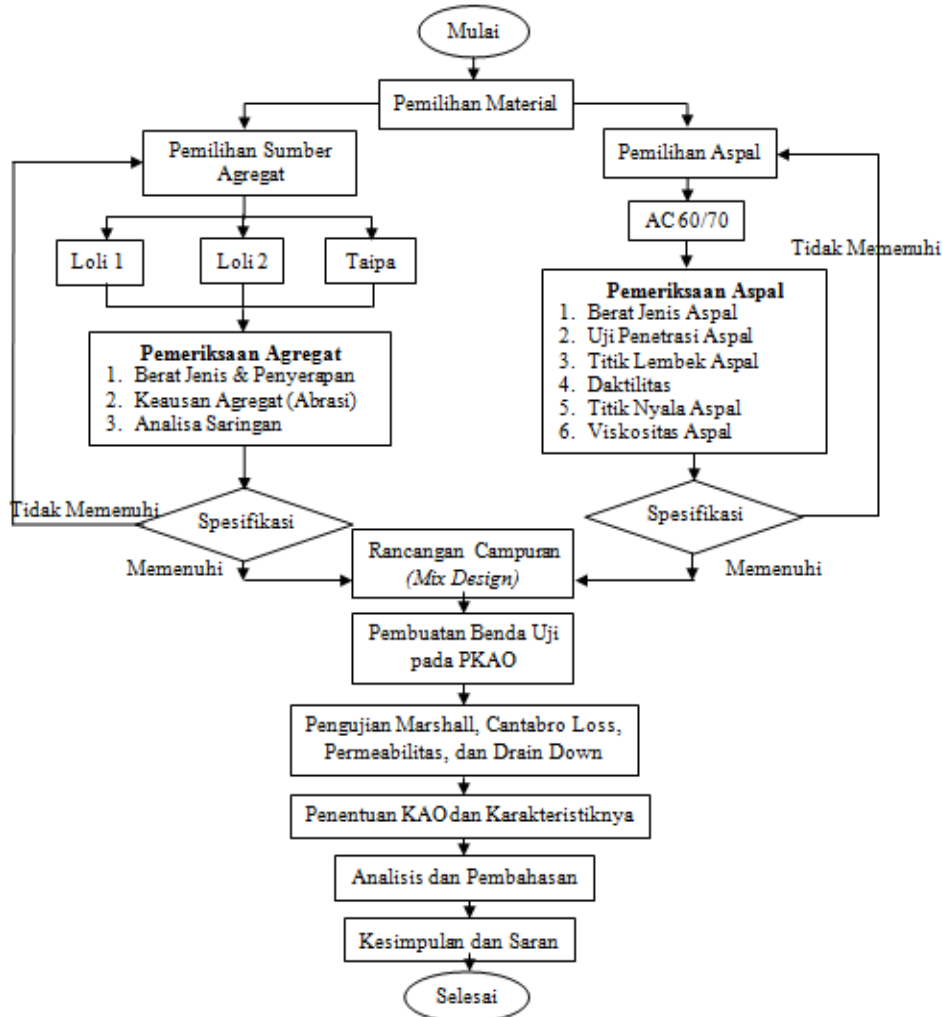 Mulai
Pemilihan Material
Pemilihan Sumber
Agregat
Pemilihan Aspal
AC 60/70
Loli 1
Loli 2
Taipa
Tidak Memenuhi
Pemeriksaan Aspal
1. Berat Jenis Aspal
2. Uji Penetrasi Aspal
3. Titik Lembek Aspal
4. Daktilitas
5. Titik Nyala Aspal
6. Viskositas Aspal
Pemeriksaan Agregat
1. Berat Jenis & Penyerapan
2. Keausan Agregat (Abrasi)
3. Analisa Saringan
Tidak Memenuhi
Spesifikasi
Spesifikasi
Memenuhi
Rancangan Campuran
(Mix Design)
Memenuhi
Pembuatan Benda Uji
pada PKAO
Pengujian Marshall, Cantabro Loss,
Permeabilitas, dan Drain Down
Penentuan KAO dan Karakteristiknya
Analisis dan Pembahasan
Kesimpulan dan Saran
Selesai